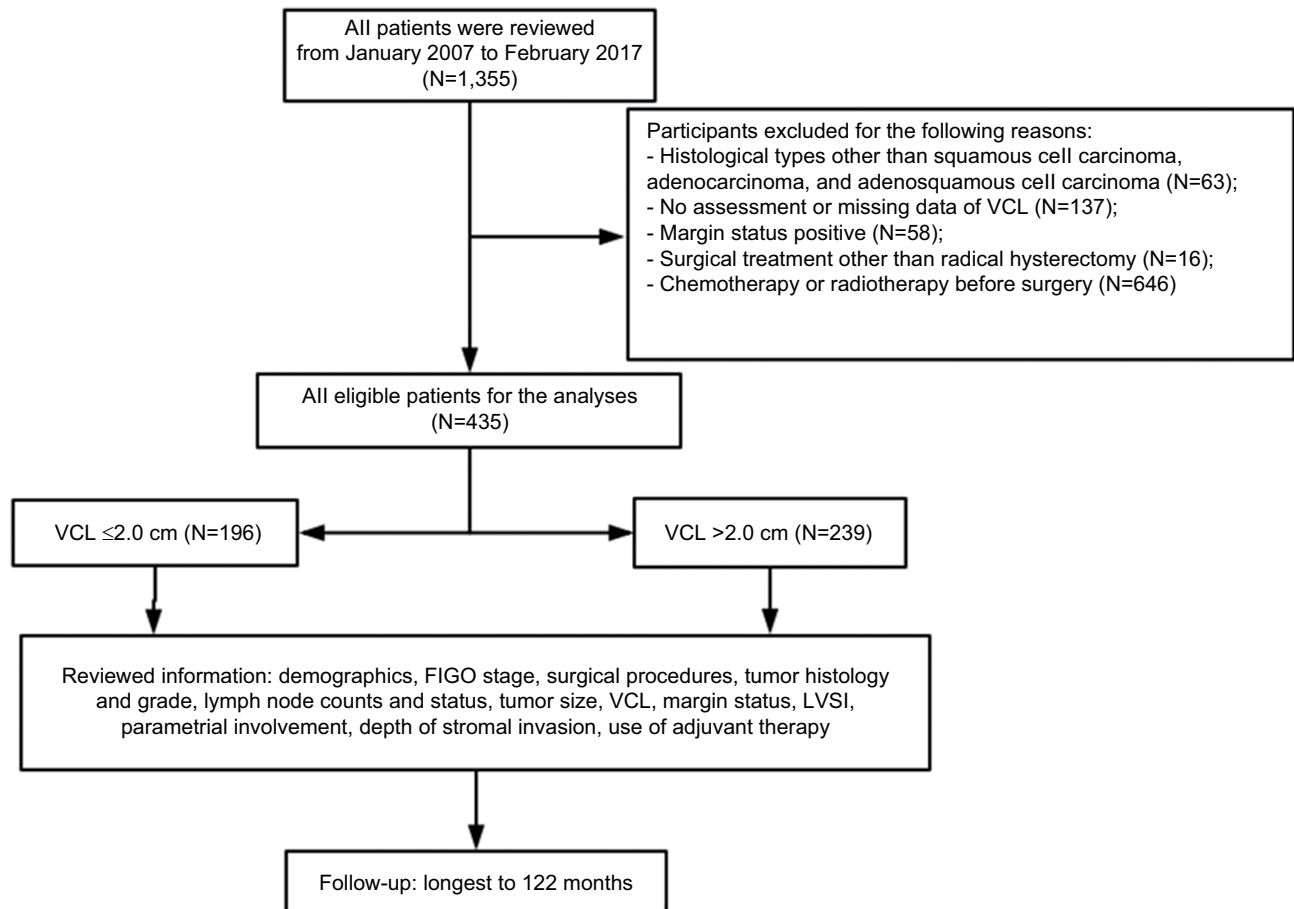 All patients were reviewed
from January 2007 to February 2017
(N=1,355)
Participants excluded for the following reasons:
- Histological types other than squamous cell carcinoma,
adenocarcinoma, and adenosquamous cell carcinoma (N=63);
- No assessment or missing data of VCL (N=137);
- Margin status positive (N=58);
- Surgical treatment other than radical hysterectomy (N=16);
- Chemotherapy or radiotherapy before surgery (N=646)
All eligible patients for the analyses
(N=435)
VCL ≤2.0 cm (N=196)
VCL >2.0 cm (N=239)
Reviewed information: demographics, FIGO stage, surgical procedures, tumor histology
and grade, lymph node counts and status, tumor size, VCL, margin status, LVSI,
parametrial involvement, depth of stromal invasion, use of adjuvant therapy
Follow-up: longest to 122 months